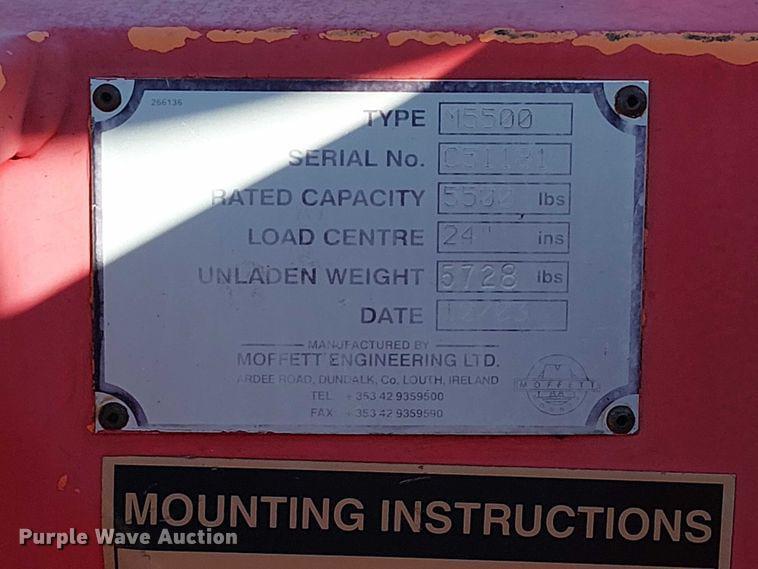 266136
TYPE M5500
SERIAL No.
RATED CAPACITY 5500 lbs
LOAD CENTRE 24" ins
UNLADEN WEIGHT 5728 lbs
DATE
MANUFACTURED BY
MOFFETT ENGINEERING LTD.
ARDEE ROAD, DUNDALK, Co. LOUTH, IRELAND
TEL + 353 42 9359500
FAX + 353 42 9359590
MOFFETT
MOUNTING INSTRUCTIONS
Purple Wave Auction